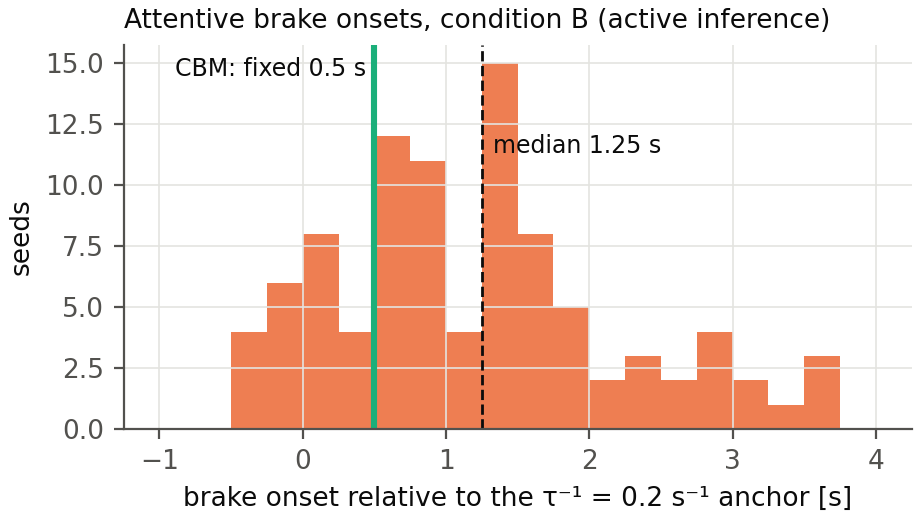 Attentive brake onsets, condition B (active inference)
15.0
12.5
10.0
7.5
5.0
2.5
0.0
seeds
CBM: fixed 0.5 s
median 1.25 s
−1 0 1 2 3 4
brake onset relative to the τ⁻¹ = 0.2 s⁻¹ anchor [s]